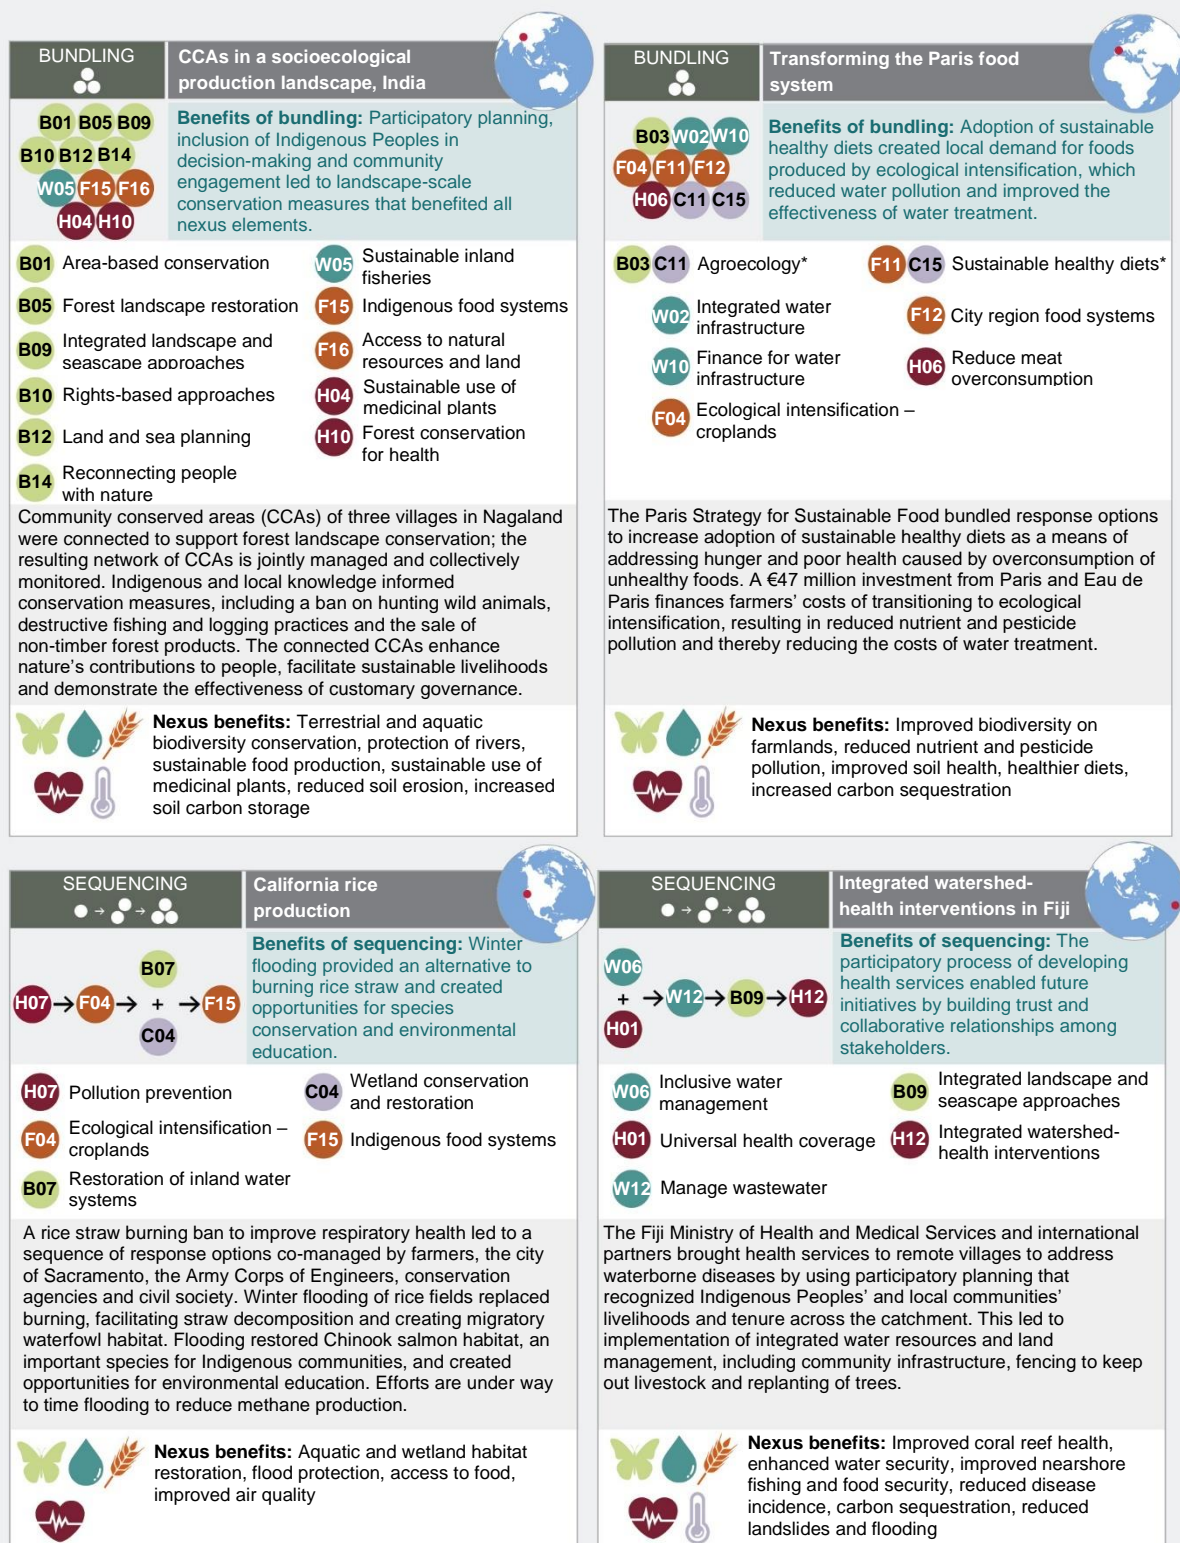 BUNDLING
CCAs in a socioecological
production landscape, India
B01 B05 B09
B10 B12 B14
W05 F15 F16
H04 H10
Benefits of bundling: Participatory planning,
inclusion of Indigenous Peoples in
decision-making and community
engagement led to landscape-scale
conservation measures that benefited all
nexus elements.
B01 Area-based conservation
B05 Forest landscape restoration
B09 Integrated landscape and
seascape approaches
B10 Rights-based approaches
B12 Land and sea planning
B14 Reconnecting people
with nature
W05 Sustainable inland
fisheries
F15 Indigenous food systems
F16 Access to natural
resources and land
H04 Sustainable use of
medicinal plants
H10 Forest conservation
for health
Community conserved areas (CCAs) of three villages in Nagaland
were connected to support forest landscape conservation; the
resulting network of CCAs is jointly managed and collectively
monitored. Indigenous and local knowledge informed
conservation measures, including a ban on hunting wild animals,
destructive fishing and logging practices and the sale of
non-timber forest products. The connected CCAs enhance
nature's contributions to people, facilitate sustainable livelihoods
and demonstrate the effectiveness of customary governance.
Nexus benefits: Terrestrial and aquatic
biodiversity conservation, protection of rivers,
sustainable food production, sustainable use of
medicinal plants, reduced soil erosion, increased
soil carbon storage
BUNDLING
Transforming the Paris food
system
B03 W02 W10
F04 F11 F12
H06 C11 C15
Benefits of bundling: Adoption of sustainable
healthy diets created local demand for foods
produced by ecological intensification, which
reduced water pollution and improved the
effectiveness of water treatment.
B03 C11 Agroecology*
W02 Integrated water
infrastructure
W10 Finance for water
infrastructure
F04 Ecological intensification –
croplands
F11 C15 Sustainable healthy diets*
F12 City region food systems
H06 Reduce meat
overconsumption
The Paris Strategy for Sustainable Food bundled response options
to increase adoption of sustainable healthy diets as a means of
addressing hunger and poor health caused by overconsumption of
unhealthy foods. A €47 million investment from Paris and Eau de
Paris finances farmers' costs of transitioning to ecological
intensification, resulting in reduced nutrient and pesticide
pollution and thereby reducing the costs of water treatment.
Nexus benefits: Improved biodiversity on
farmlands, reduced nutrient and pesticide
pollution, improved soil health, healthier diets,
increased carbon sequestration
SEQUENCING
California rice
production
H07 → F04 → B07 + C04 → F15
Benefits of sequencing: Winter
flooding provided an alternative to
burning rice straw and created
opportunities for species
conservation and environmental
education.
H07 Pollution prevention
F04 Ecological intensification –
croplands
B07 Restoration of inland water
systems
C04 Wetland conservation
and restoration
F15 Indigenous food systems
A rice straw burning ban to improve respiratory health led to a
sequence of response options co-managed by farmers, the city
of Sacramento, the Army Corps of Engineers, conservation
agencies and civil society. Winter flooding of rice fields replaced
burning, facilitating straw decomposition and creating migratory
waterfowl habitat. Flooding restored Chinook salmon habitat, an
important species for Indigenous communities, and created
opportunities for environmental education. Efforts are under way
to time flooding to reduce methane production.
Nexus benefits: Aquatic and wetland habitat
restoration, flood protection, access to food,
improved air quality
SEQUENCING
Integrated watershed-
health interventions in Fiji
W06 + H01 → W12 → B09 → H12
Benefits of sequencing: The
participatory process of developing
health services enabled future
initiatives by building trust and
collaborative relationships among
stakeholders.
W06 Inclusive water
management
H01 Universal health coverage
W12 Manage wastewater
B09 Integrated landscape and
seascape approaches
H12 Integrated watershed-
health interventions
The Fiji Ministry of Health and Medical Services and international
partners brought health services to remote villages to address
waterborne diseases by using participatory planning that
recognized Indigenous Peoples' and local communities'
livelihoods and tenure across the catchment. This led to
implementation of integrated water resources and land
management, including community infrastructure, fencing to keep
out livestock and replanting of trees.
Nexus benefits: Improved coral reef health,
enhanced water security, improved nearshore
fishing and food security, reduced disease
incidence, carbon sequestration, reduced
landslides and flooding